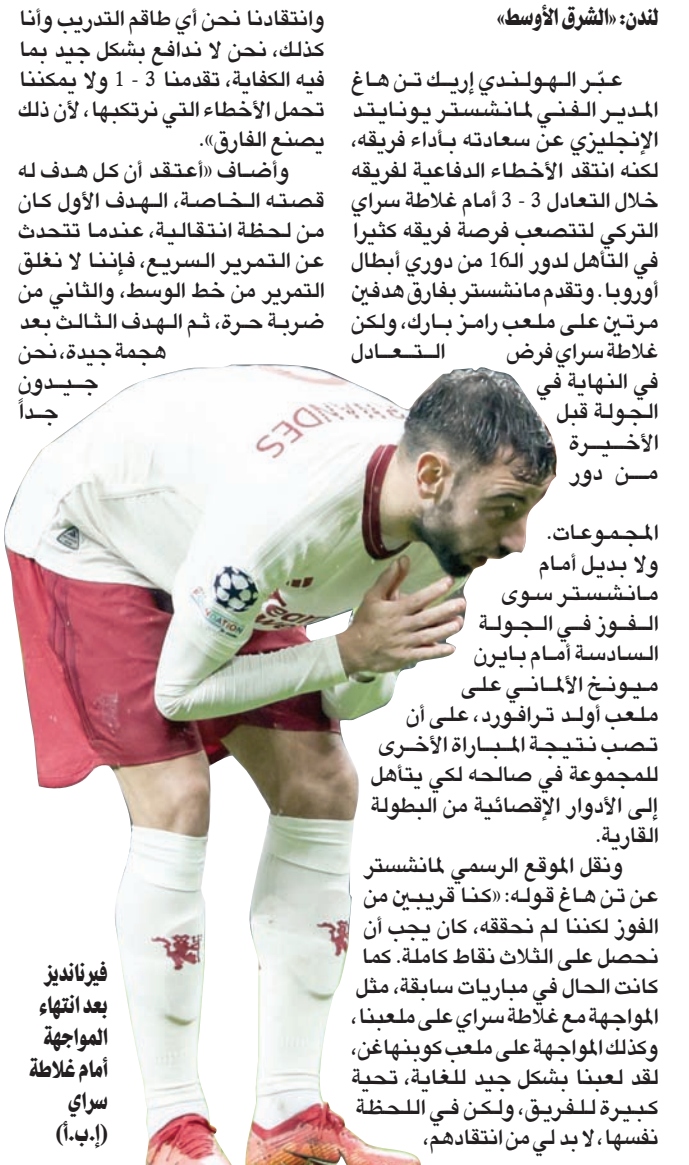 لندن: «الشرق الأوسط»
عبّر الهولندي إريك تن هاغ
المدير الفني لمانشستر يونايتد
الإنجليزي عن سعادته بأداء فريقه،
لكنه انتقد الأخطاء الدفاعية لفريقه
خلال التعادل 3 - 3 أمام غلاطة سراي
التركي لتتصعب فرصة فريقه كثيرا
في التأهل لدور الـ16 من دوري أبطال
أوروبا. وتقدم مانشستر بفارق هدفين
مرتين على ملعب رامز بارك، ولكن
غلاطة سراي فرض التعادل
في النهاية في
الجولة قبل
الأخيرة
من دور
المجموعات.
ولا بديل أمام
مانشستر سوى
الفوز في الجولة
السادسة أمام بايرن
ميونخ الألماني على
ملعب أولد ترافورد، على أن
تصب نتيجة المباراة الأخرى
للمجموعة في صالحه لكي يتأهل
إلى الأدوار الإقصائية من البطولة
القارية.
ونقل الموقع الرسمي لمانشستر
عن تن هاغ قوله: «كنا قريبين من
الفوز لكننا لم نحققه، كان يجب أن
نحصل على الثلاث نقاط كاملة. كما
كانت الحال في مباريات سابقة، مثل
المواجهة مع غلاطة سراي على ملعبنا،
وكذلك المواجهة على ملعب كوبنهاغن،
لقد لعبنا بشكل جيد للغاية، تحية
كبيرة للفريق، ولكن في اللحظة
نفسها، لا بد لي من انتقادهم،
وانتقادنا نحن أي طاقم التدريب وأنا
كذلك، نحن لا ندافع بشكل جيد بما
فيه الكفاية، تقدمنا 3 - 1 ولا يمكننا
تحمل الأخطاء التي نرتكبها، لأن ذلك
يصنع الفارق».
وأضاف «أعتقد أن كل هدف له
قصته الخاصة، الهدف الأول كان
من لحظة انتقالية، عندما تتحدث
عن التمرير السريع، فإننا لا نغلق
التمرير من خط الوسط، والثاني من
ضربة حرة، ثم الهدف الثالث بعد
هجمة جيدة، نحن
جيدون
جداً
فيرنانديز
بعد انتهاء
المواجهة
أمام غلاطة
سراي
(إ.ب.أ)